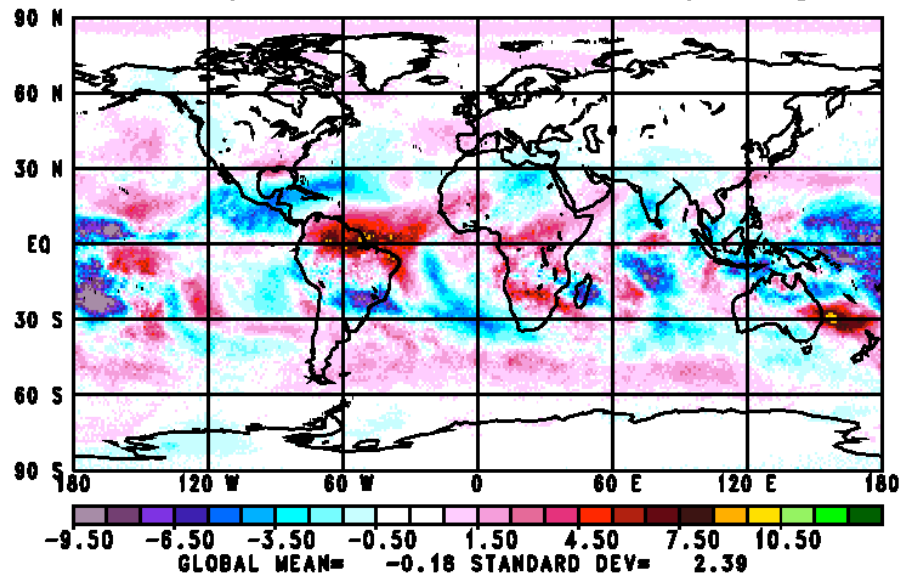 90 N
60 N
30 N
EQ
30 S
60 S
90 S
180 120 W 60 W 0 60 E 120 E 180
-9.50 -6.50 -3.50 -0.50 1.50 4.50 7.50 10.50
GLOBAL MEAN= -0.18 STANDARD DEV= 2.39